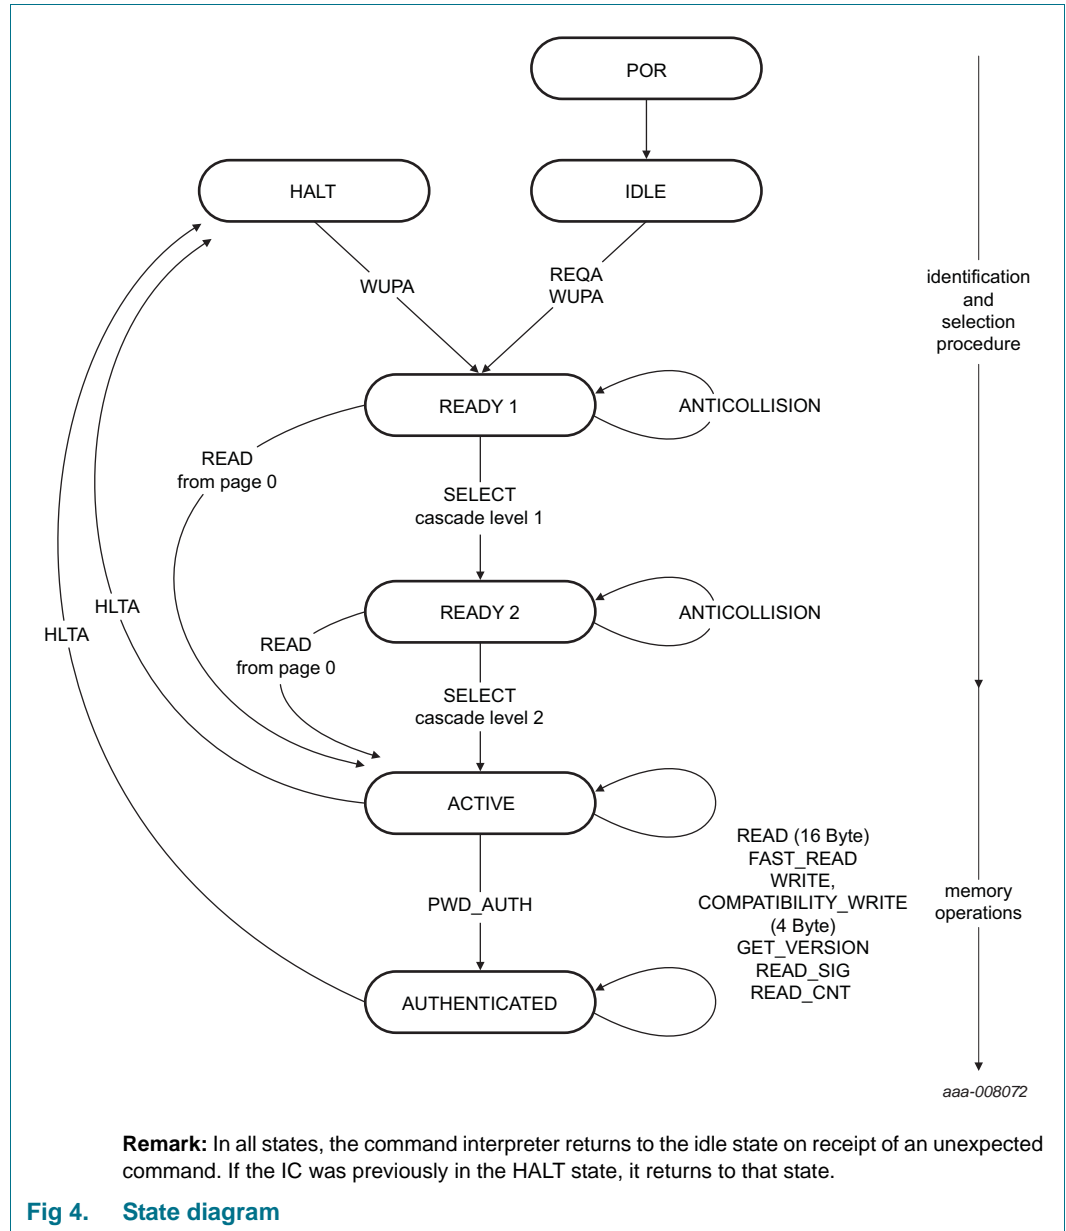 POR
HALT
IDLE
WUPA
REQA
WUPA
identification
and
selection
procedure
READY 1
ANTICOLLISION
READ
from page 0
SELECT
cascade level 1
READY 2
ANTICOLLISION
HLTA
HLTA
READ
from page 0
SELECT
cascade level 2
ACTIVE
READ (16 Byte)
FAST_READ
WRITE,
COMPATIBILITY_WRITE
(4 Byte)
GET_VERSION
READ_SIG
READ_CNT
PWD_AUTH
memory
operations
AUTHENTICATED
aaa-008072
Remark: In all states, the command interpreter returns to the idle state on receipt of an unexpected
command. If the IC was previously in the HALT state, it returns to that state.
Fig 4. State diagram